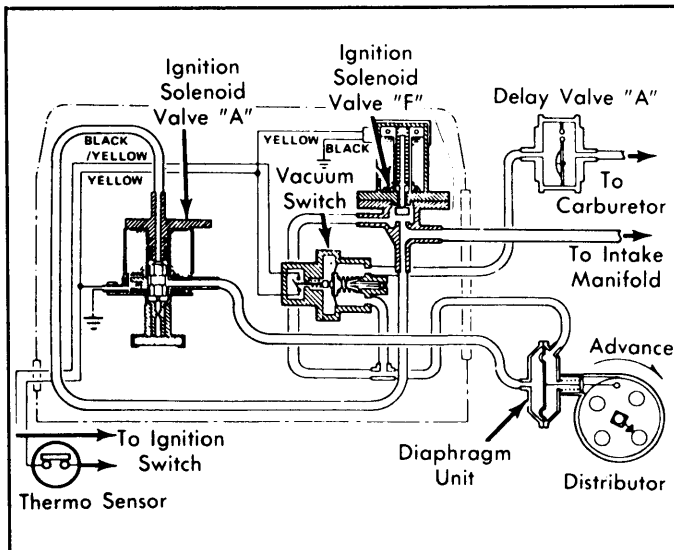 Ignition
Solenoid
Valve "A"
Ignition
Solenoid
Valve "F"
Delay Valve "A"
BLACK
/YELLOW
YELLOW
YELLOW
BLACK
Vacuum
Switch
To
Carburetor
To Intake
Manifold
Advance
To Ignition
Switch
Thermo Sensor
Diaphragm
Unit
Distributor